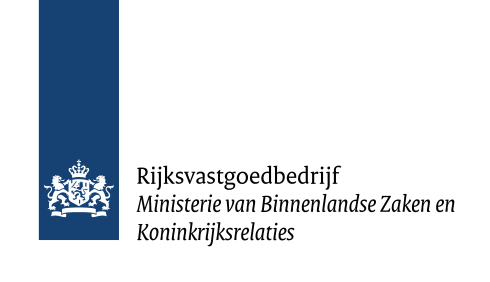 Rijksvastgoedbedrijf
Ministerie van Binnenlandse Zaken en
Koninkrijksrelaties